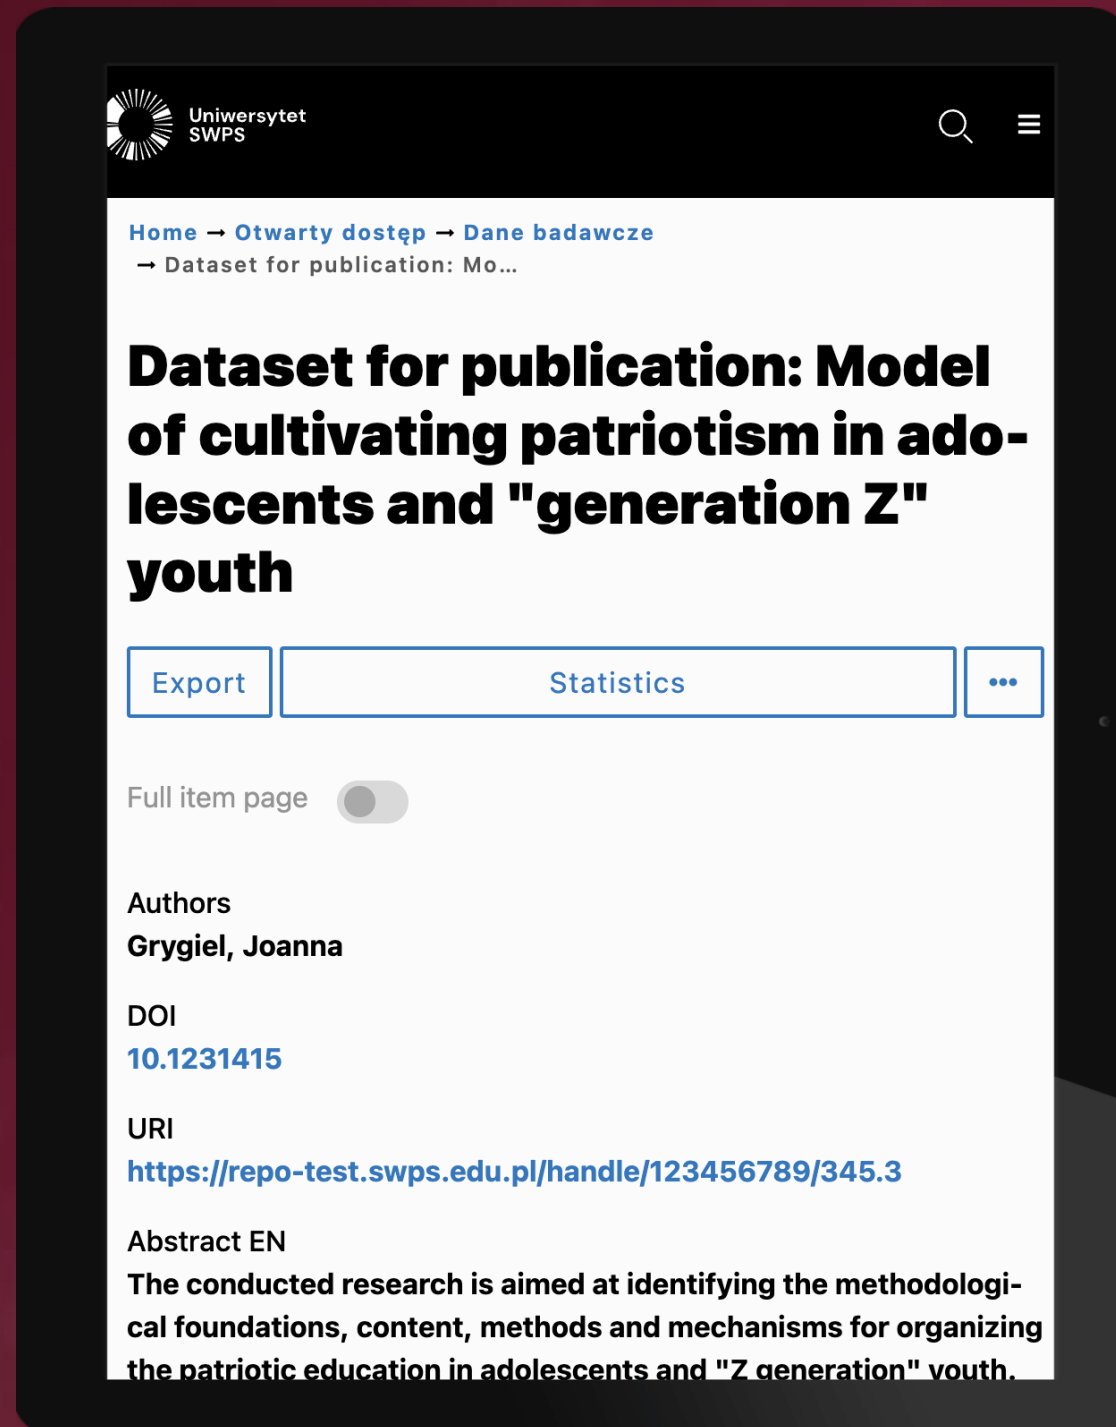 Uniwersytet
SWPS
Home → Otwarty dostęp → Dane badawcze
→ Dataset for publication: Mo...
Dataset for publication: Model
of cultivating patriotism in ado-
lescents and "generation Z"
youth
Export
Statistics
•••
Full item page
Authors
Grygiel, Joanna
DOI
10.1231415
URI
https://repo-test.swps.edu.pl/handle/123456789/345.3
Abstract EN
The conducted research is aimed at identifying the methodologi-
cal foundations, content, methods and mechanisms for organizing
the patriotic education in adolescents and "Z generation" youth.